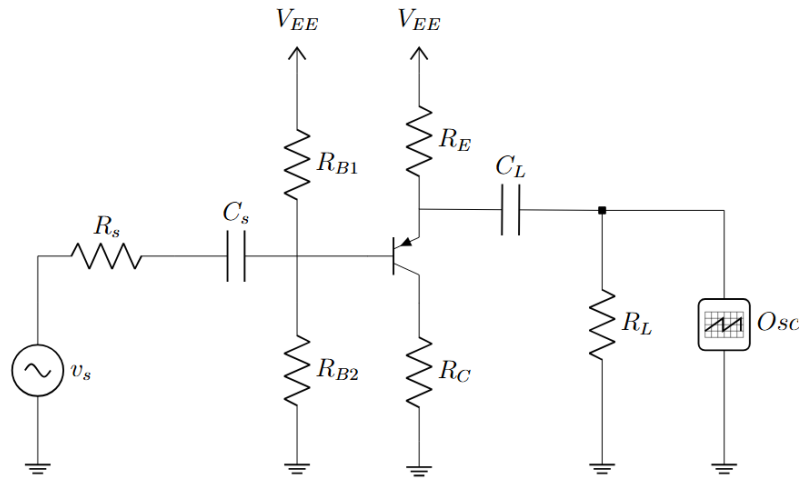 V_EE V_EE
R_B1
R_E
C_L
R_s
C_s
R_L
Osc
v_s
R_B2
R_C